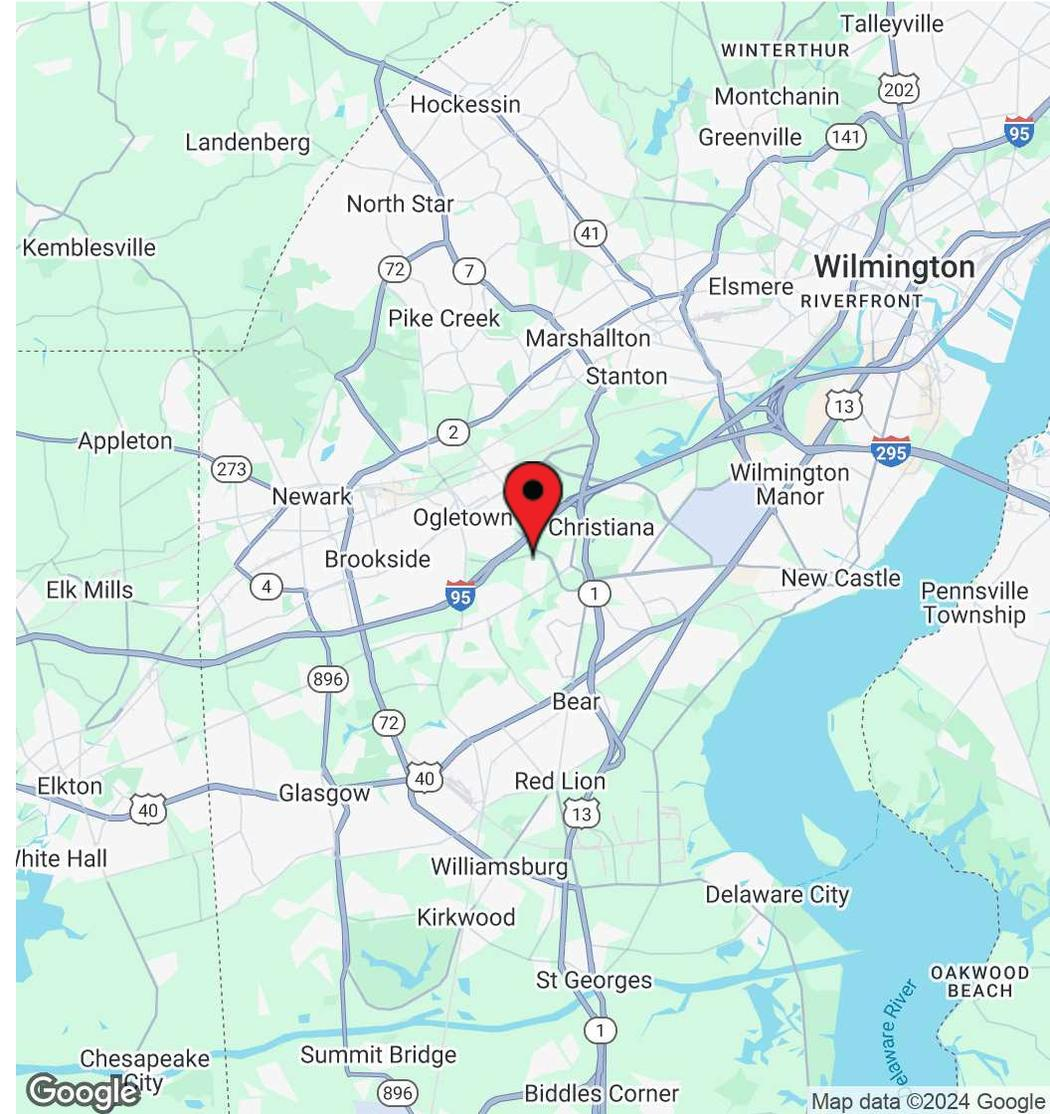 Talleyville
WINTERTHUR
202
Hockessin
Montchanin
95
Landenberg
Greenville
141
North Star
41
Kemblesville
72
7
Wilmington
Elsmere
RIVERFRONT
Pike Creek
Marshallton
Stanton
13
2
Appleton
295
273
Wilmington
Manor
Newark
Ogletown
Christiana
Brookside
New Castle
4
Elk Mills
95
1
Pennsville
Township
896
Bear
72
40
Elkton
Red Lion
Glasgow
40
13
White Hall
Williamsburg
Delaware City
Kirkwood
St Georges
OAKWOOD
BEACH
Delaware River
1
Chesapeake
City
Summit Bridge
Google
896
Biddles Corner
Map data ©2024 Google